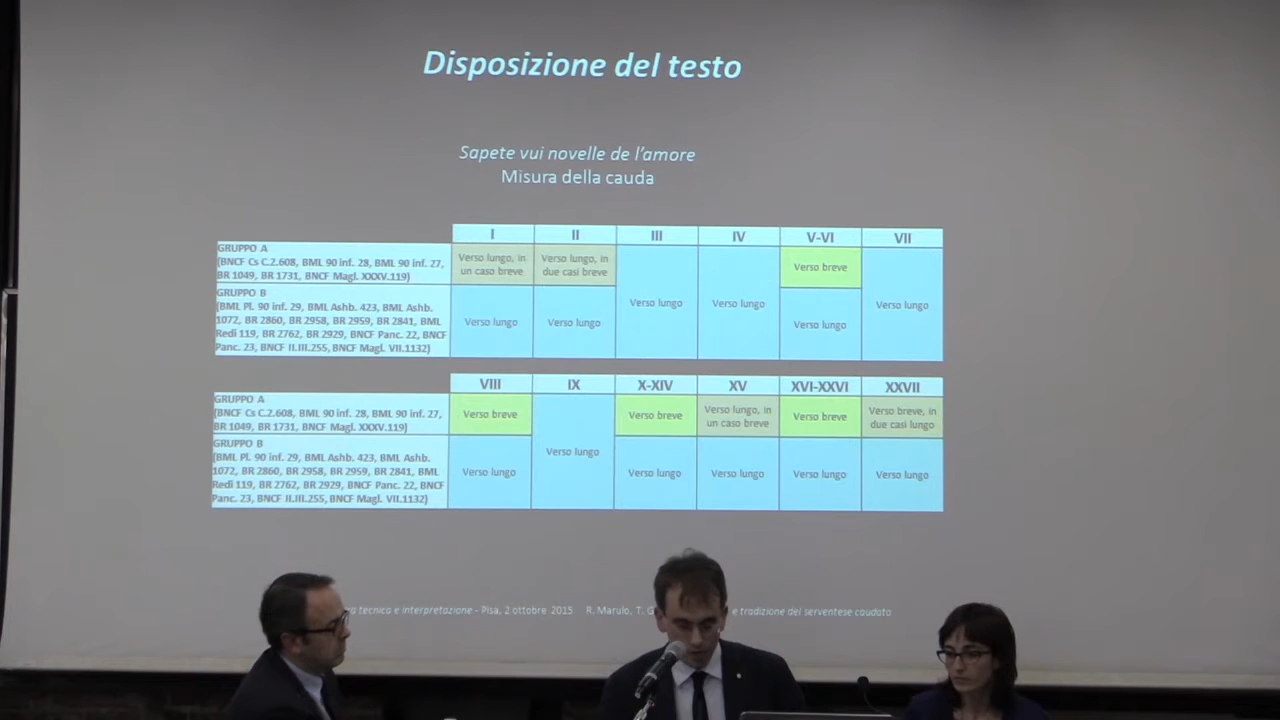 Disposizione del testo
Sapete vui novelle de l'amore
Misura della cauda
I II III IV V-VI VII
GRUPPO A
(BNCF Cs C.2.608, BML 90 inf. 28, BML 90 inf. 27,
BR 1049, BR 1731, BNCF Magl. XXXV.119)
Verso lungo, in
un caso breve
Verso lungo, in
due casi breve
Verso lungo
Verso lungo
Verso breve
Verso lungo
GRUPPO B
(BML Pl. 90 inf. 29, BML Ashb. 423, BML Ashb.
1072, BR 2860, BR 2958, BR 2959, BR 2841, BML
Redi 119, BR 2762, BR 2929, BNCF Panc. 22, BNCF
Panc. 23, BNCF II.III.255, BNCF Magl. VII.1132)
Verso lungo
Verso lungo
Verso lungo
VIII IX X-XIV XV XVI-XXVI XXVII
GRUPPO A
(BNCF Cs C.2.608, BML 90 inf. 28, BML 90 inf. 27,
BR 1049, BR 1731, BNCF Magl. XXXV.119)
Verso breve
Verso lungo
Verso breve
Verso lungo, in
un caso breve
Verso breve
Verso breve, in
due casi lungo
GRUPPO B
(BML Pl. 90 inf. 29, BML Ashb. 423, BML Ashb.
1072, BR 2860, BR 2958, BR 2959, BR 2841, BML
Redi 119, BR 2762, BR 2929, BNCF Panc. 22, BNCF
Panc. 23, BNCF II.III.255, BNCF Magl. VII.1132)
Verso lungo
Verso lungo
Verso lungo
Verso lungo
Verso lungo
tecnica e interpretazione - Pisa, 2 ottobre 2015 R. Marulo, T. e tradizione del serventese caudato